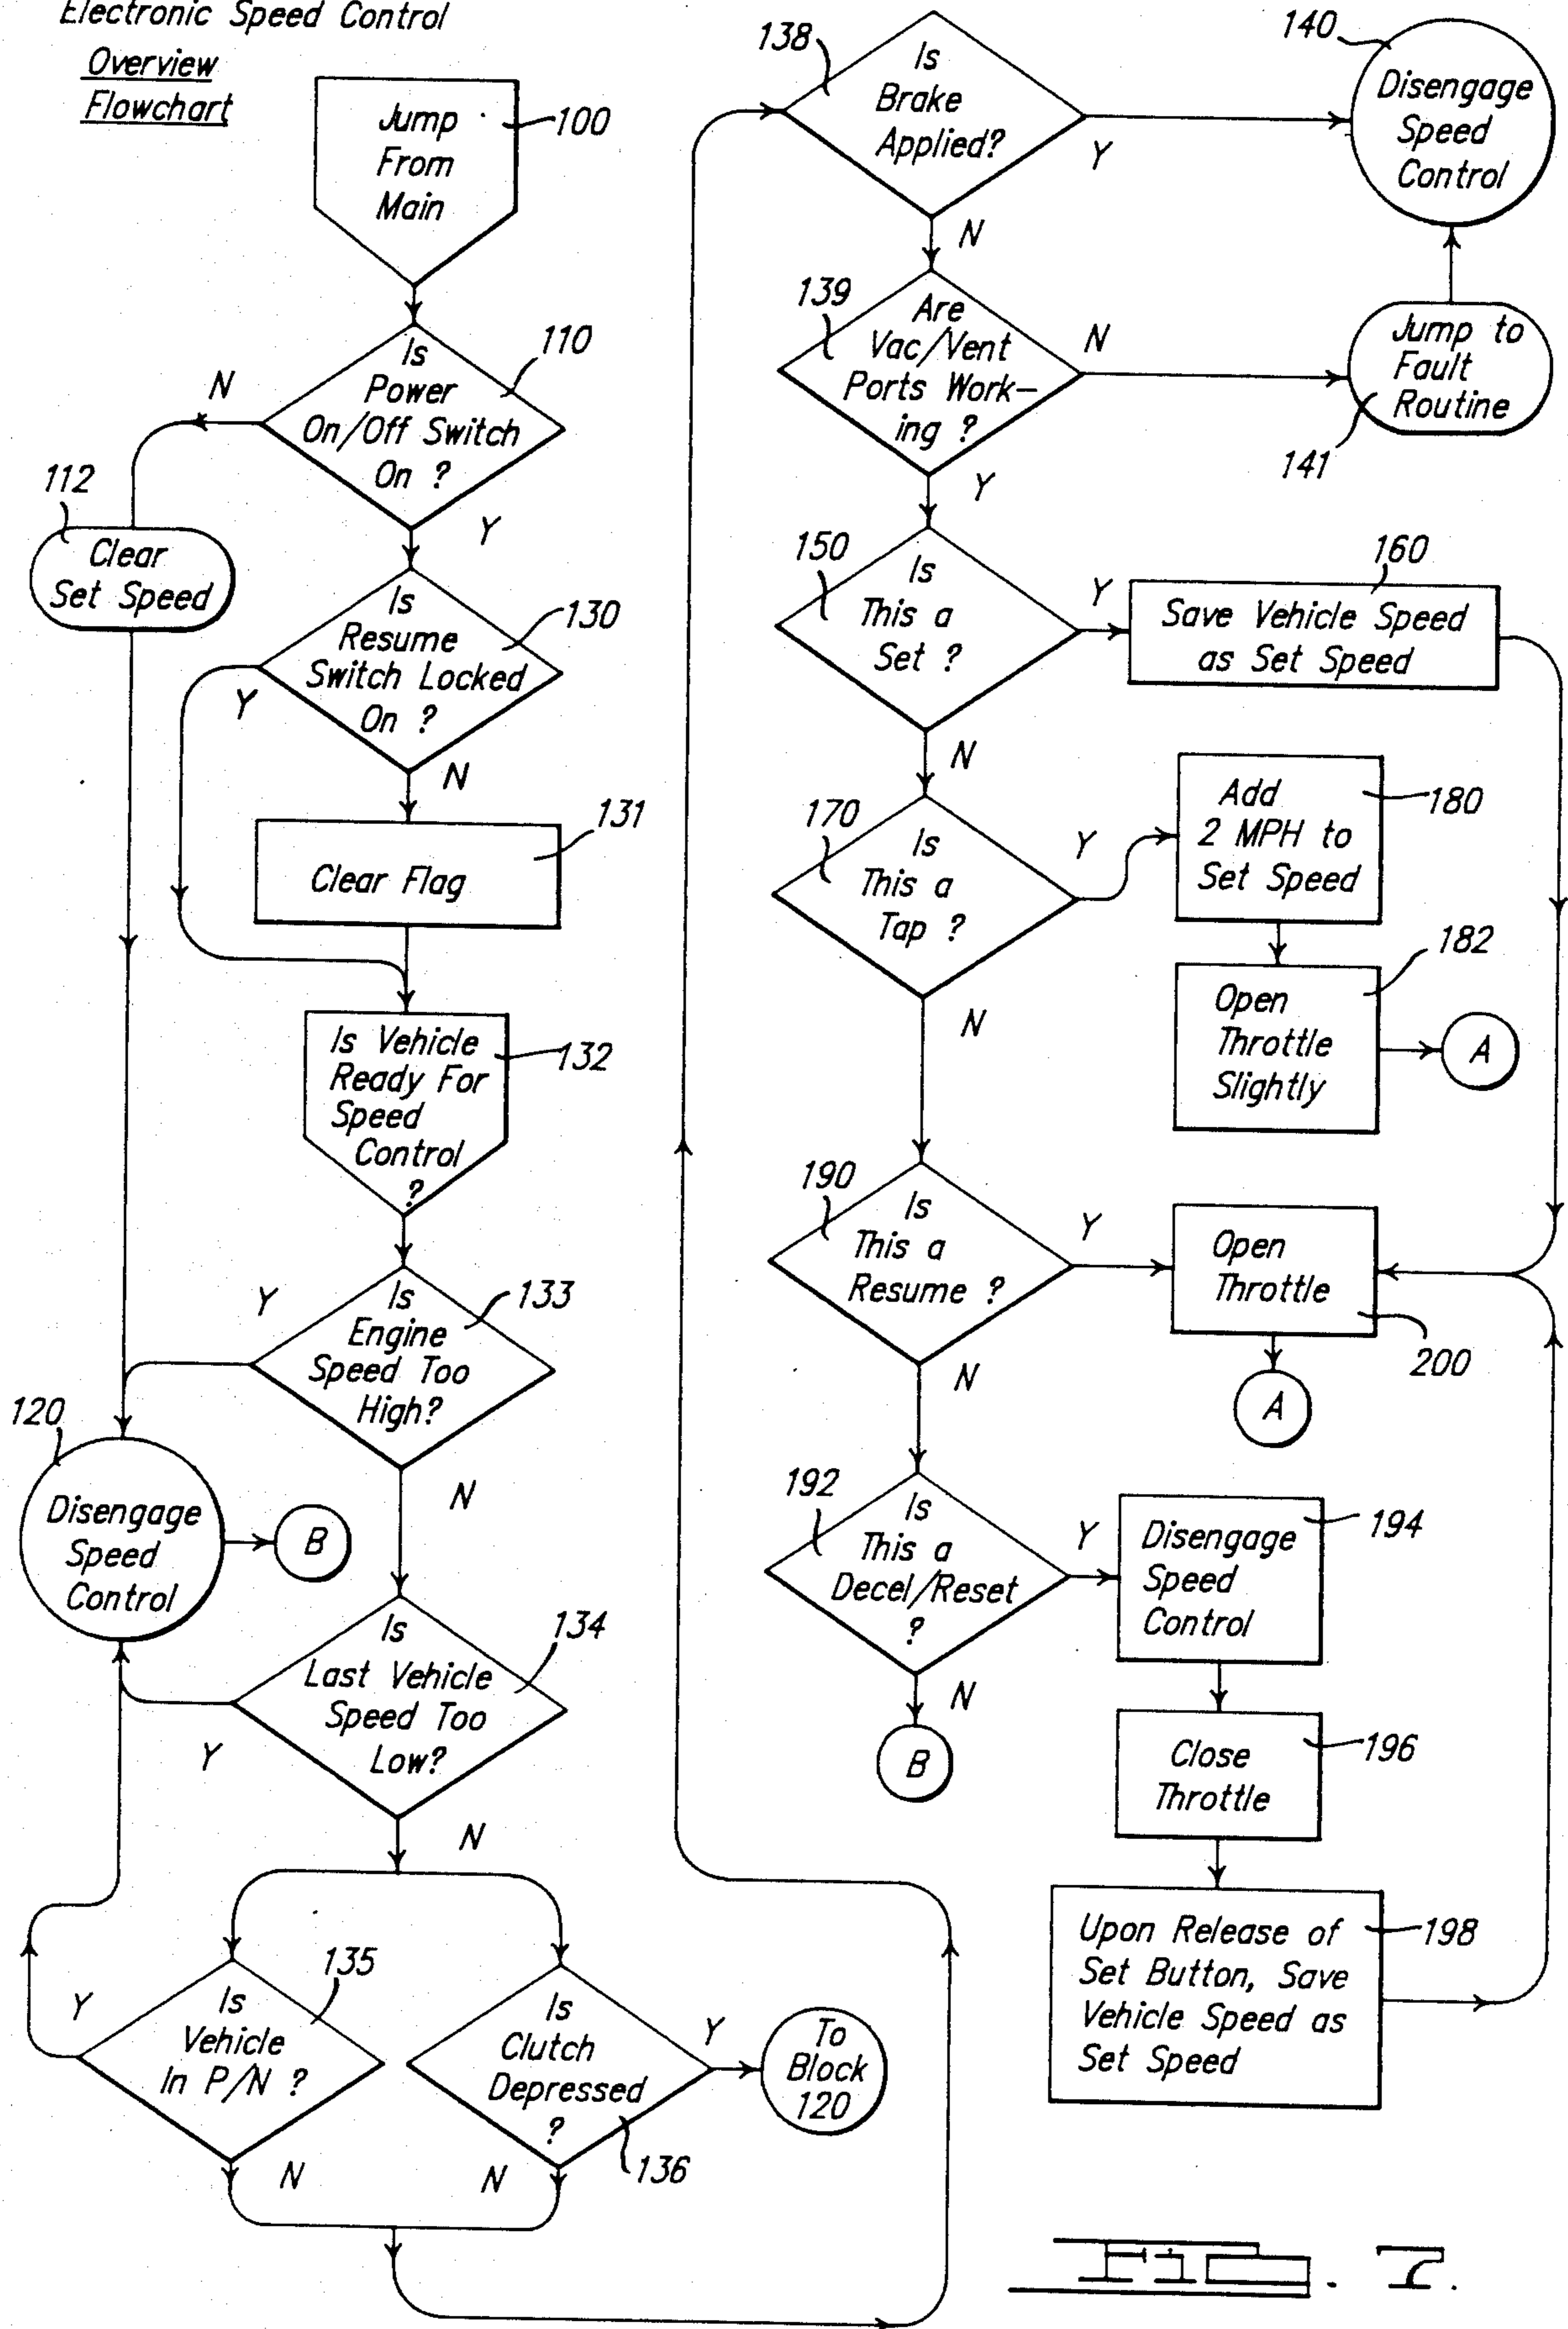 Electronic Speed Control
Overview
Flowchart
Jump
From
Main
100
Is
Power
On/Off Switch
On ?
110
N
Y
112
Clear
Set Speed
Is
Resume
Switch Locked
On ?
130
Y
N
131
Clear Flag
Is Vehicle
Ready For
Speed
Control
?
132
Is
Engine
Speed Too
High?
133
Y
N
120
Disengage
Speed
Control
B
Is
Last Vehicle
Speed Too
Low?
134
Y
N
135
Is
Vehicle
In P/N ?
Y
N
Is
Clutch
Depressed
?
136
Y
N
To
Block
120
138
Is
Brake
Applied?
Y
N
140
Disengage
Speed
Control
139
Are
Vac/Vent
Ports Work-
ing ?
N
Y
Jump to
Fault
Routine
141
150
Is
This a
Set ?
Y
N
160
Save Vehicle Speed
as Set Speed
170
Is
This a
Tap ?
Y
N
Add
2 MPH to
Set Speed
180
182
Open
Throttle
Slightly
A
190
Is
This a
Resume ?
Y
N
Open
Throttle
200
A
192
Is
This a
Decel/Reset
?
Y
N
B
Disengage
Speed
Control
194
Close
Throttle
196
Upon Release of
Set Button, Save
Vehicle Speed as
Set Speed
198
FIG. 7.